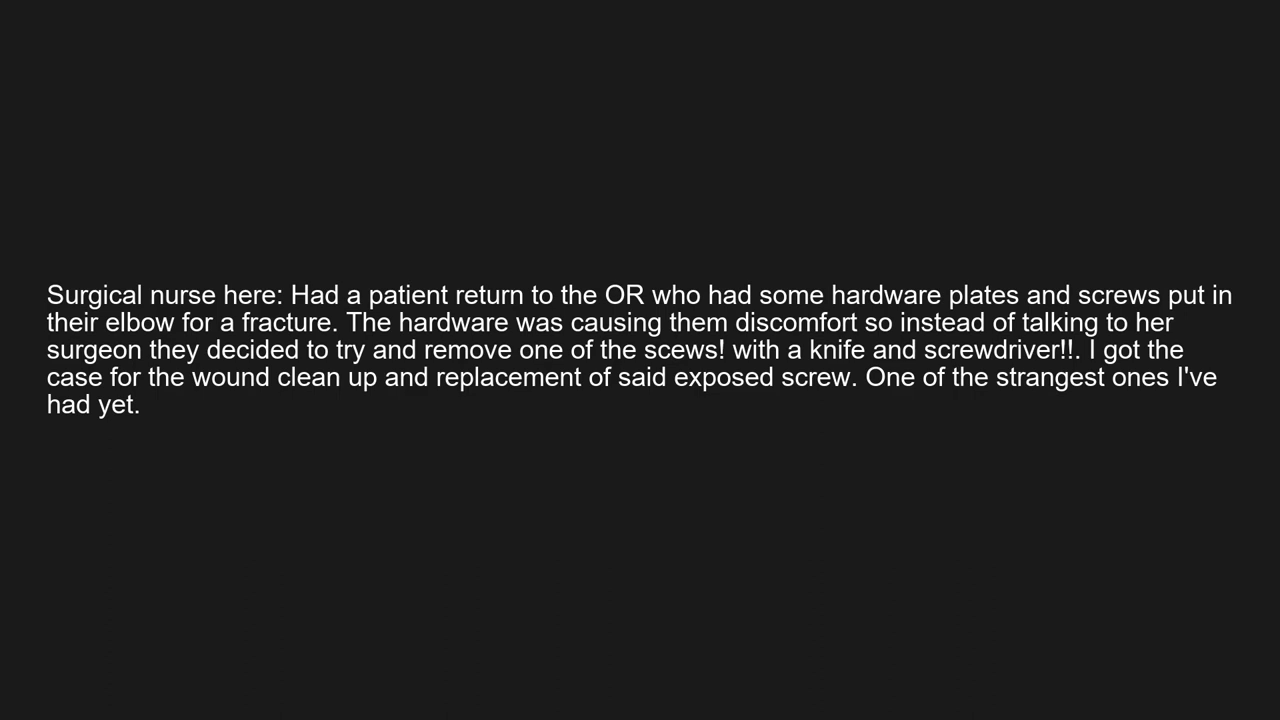 Surgical nurse here: Had a patient return to the OR who had some hardware plates and screws put in
their elbow for a fracture. The hardware was causing them discomfort so instead of talking to her
surgeon they decided to try and remove one of the scews! with a knife and screwdriver!!. I got the
case for the wound clean up and replacement of said exposed screw. One of the strangest ones I've
had yet.